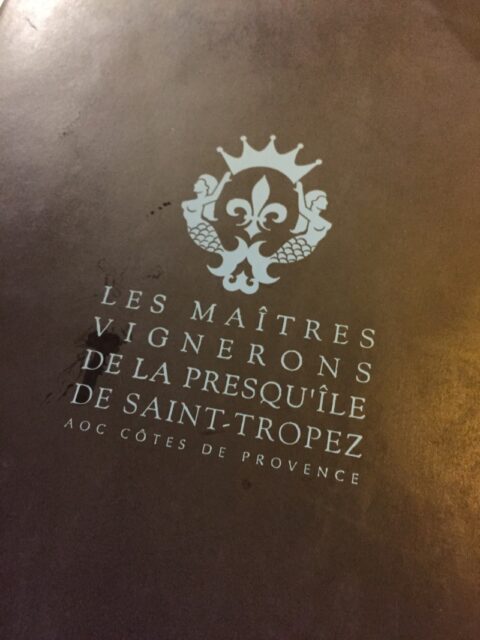 LES MAÎTRES
VIGNERONS
DE LA PRESQU'ÎLE
DE SAINT-TROPEZ
AOC CÔTES DE PROVENCE